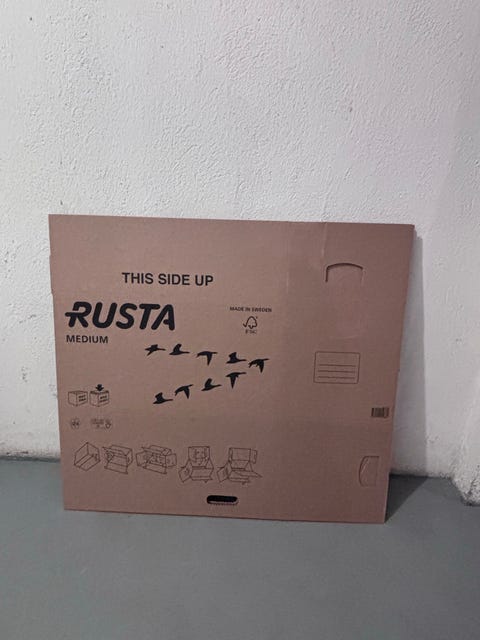 THIS SIDE UP
RUSTA
MADE IN SWEDEN
MEDIUM
FSC